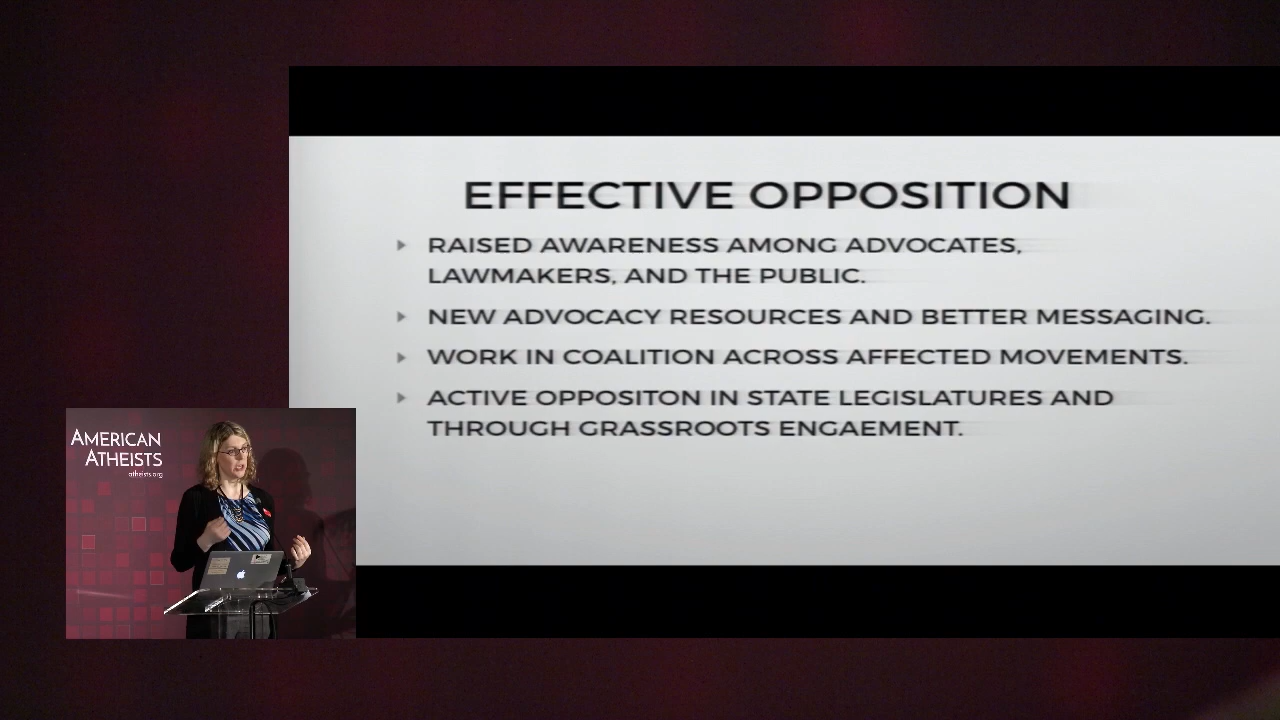 EFFECTIVE OPPOSITION
RAISED AWARENESS AMONG ADVOCATES,
LAWMAKERS, AND THE PUBLIC.
NEW ADVOCACY RESOURCES AND BETTER MESSAGING.
WORK IN COALITION ACROSS AFFECTED MOVEMENTS.
ACTIVE OPPOSITON IN STATE LEGISLATURES AND
THROUGH GRASSROOTS ENGAEMENT.
AMERICAN
ATHEISTS
atheists.org